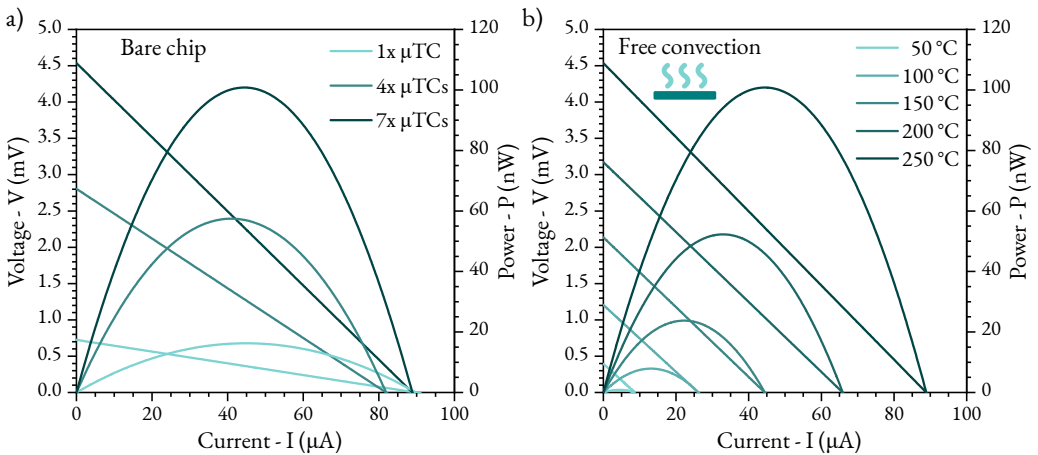 a)
Bare chip
1x μTC
4x μTCs
7x μTCs
5.0
4.5
4.0
3.5
3.0
2.5
2.0
1.5
1.0
0.5
0.0
Voltage - V (mV)
120
100
80
60
40
20
0
Power - P (nW)
0 20 40 60 80 100
Current - I (μA)
b)
Free convection
50 °C
100 °C
150 °C
200 °C
250 °C
5.0
4.5
4.0
3.5
3.0
2.5
2.0
1.5
1.0
0.5
0.0
Voltage - V (mV)
120
100
80
60
40
20
0
Power - P (nW)
0 20 40 60 80 100
Current - I (μA)